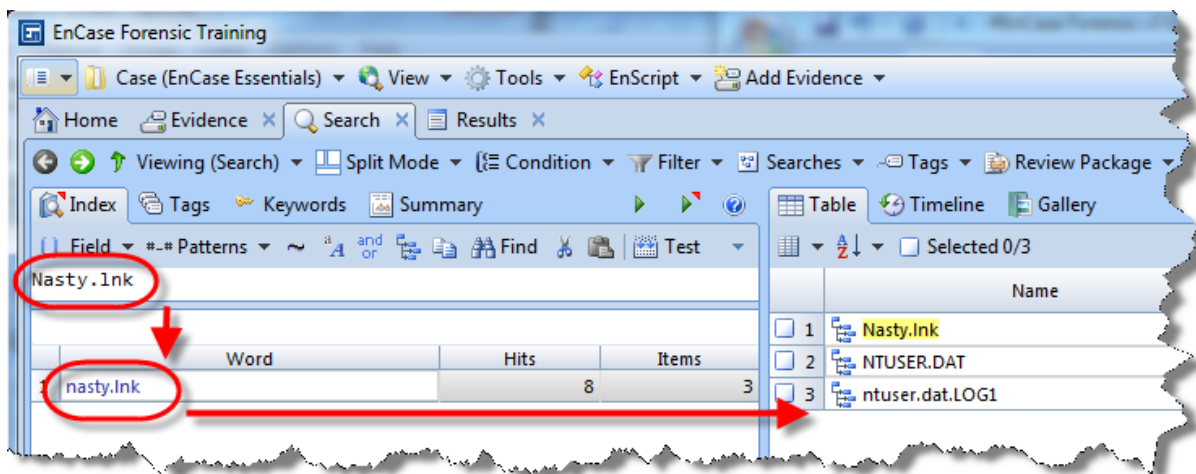 EnCase Forensic Training
Case (EnCase Essentials) View Tools EnScript Add Evidence
Home Evidence Search Results
Viewing (Search) Split Mode Condition Filter Searches Tags Review Package
Index Tags Keywords Summary
Table Timeline Gallery
Field #-# Patterns ~ and or Find Test
Selected 0/3
Nasty.lnk
Name
1 Nasty.lnk
2 NTUSER.DAT
3 ntuser.dat.LOG1
Word Hits Items
1 nasty.lnk 8 3